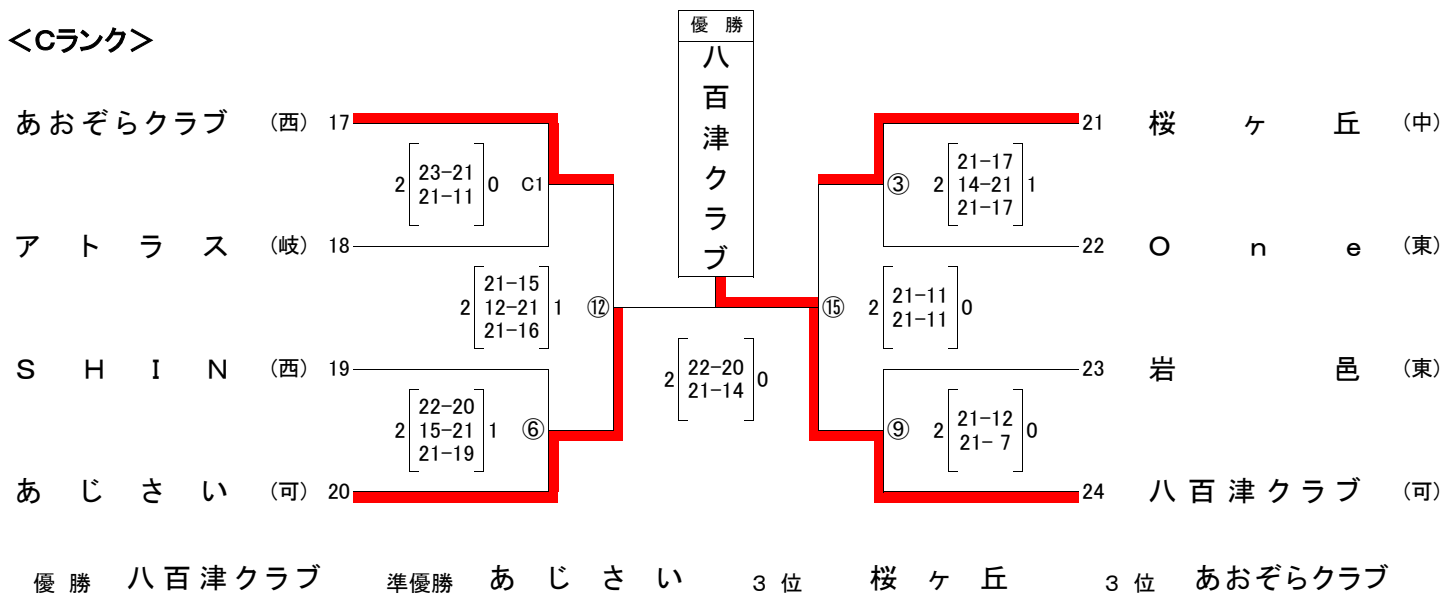 ＜Cランク＞
優 勝
八百津クラブ
あおぞらクラブ (西) 17
2 [23-21 21-11] 0 C1
アトラス (岐) 18
2 [21-15 12-21 21-16] 1 ⑫
SHIN (西) 19
2 [22-20 15-21 21-19] 1 ⑥
あじさい (可) 20
2 [22-20 21-14] 0
21 桜ヶ丘 (中)
③ 2 [21-17 14-21 21-17] 1
22 One (東)
⑮ 2 [21-11 21-11] 0
23 岩邑 (東)
⑨ 2 [21-12 21- 7] 0
24 八百津クラブ (可)
優 勝 八百津クラブ 準優勝 あじさい 3 位 桜ヶ丘 3 位 あおぞらクラブ